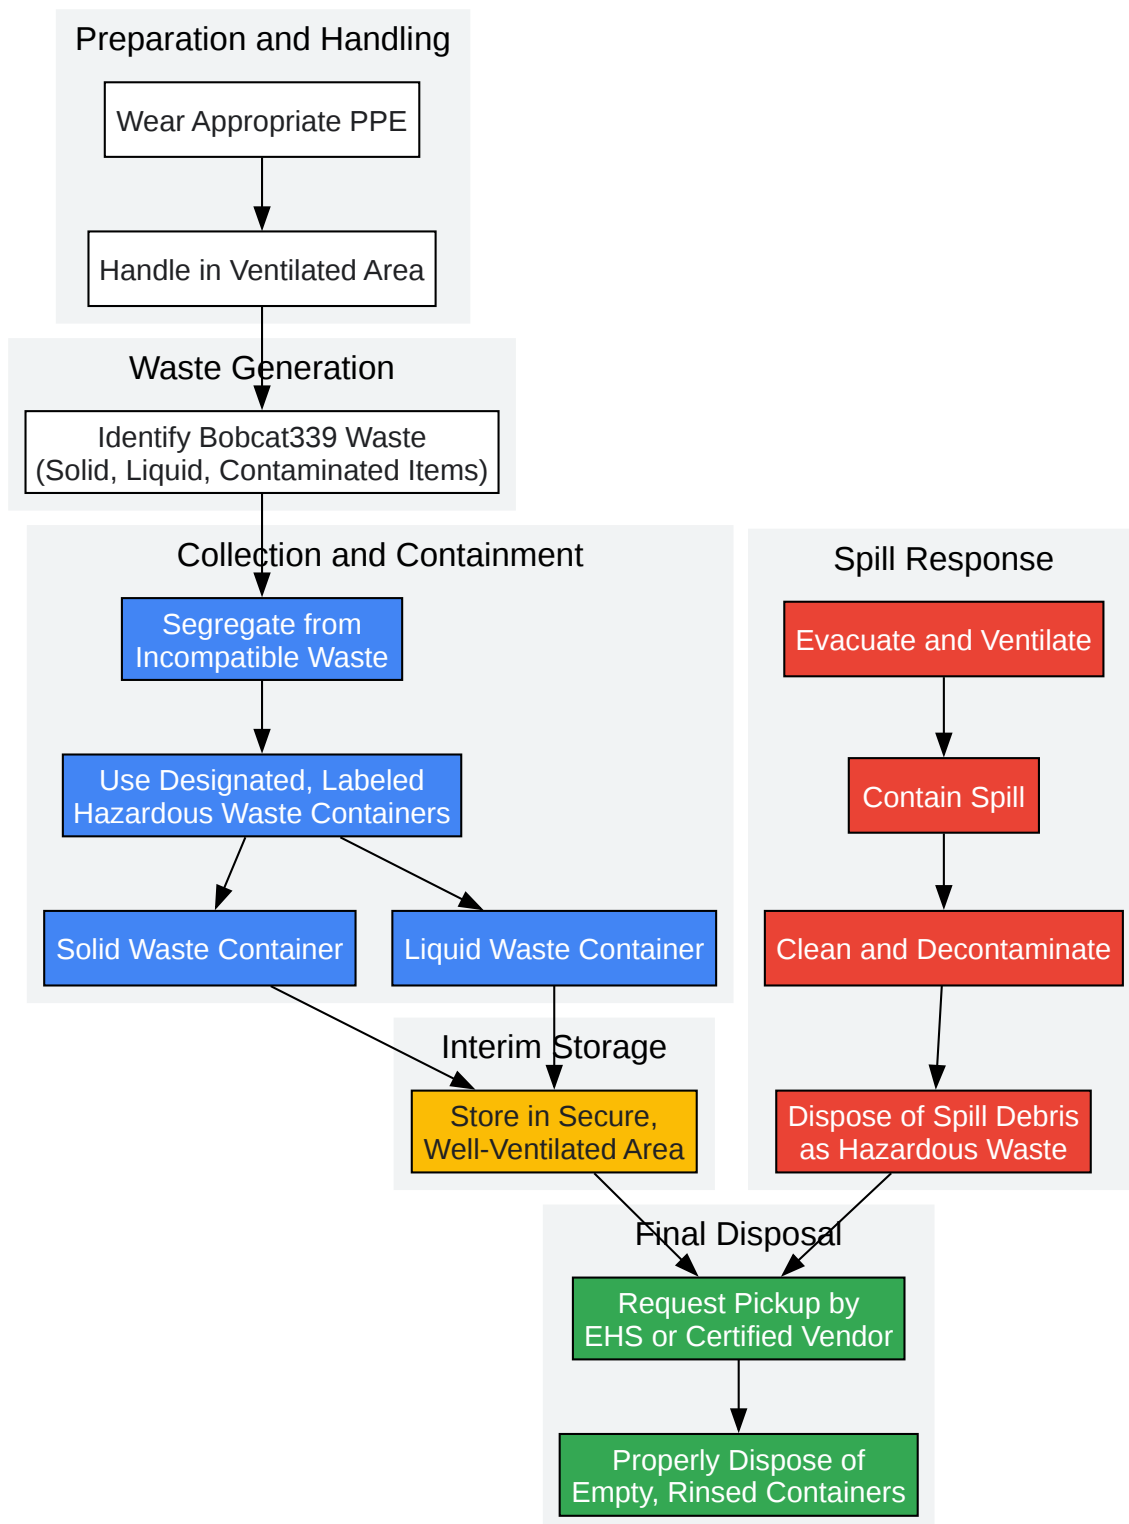 Preparation and Handling
Wear Appropriate PPE
Handle in Ventilated Area
Waste Generation
Identify Bobcat339 Waste
(Solid, Liquid, Contaminated Items)
Collection and Containment
Segregate from
Incompatible Waste
Use Designated, Labeled
Hazardous Waste Containers
Solid Waste Container
Liquid Waste Container
Interim Storage
Store in Secure,
Well-Ventilated Area
Spill Response
Evacuate and Ventilate
Contain Spill
Clean and Decontaminate
Dispose of Spill Debris
as Hazardous Waste
Final Disposal
Request Pickup by
EHS or Certified Vendor
Properly Dispose of
Empty, Rinsed Containers